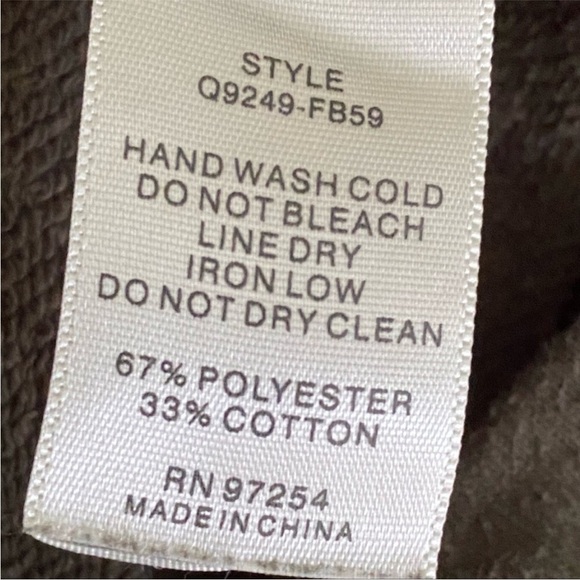 STYLE
Q9249-FB59
HAND WASH COLD
DO NOT BLEACH
LINE DRY
IRON LOW
DO NOT DRY CLEAN
67% POLYESTER
33% COTTON
RN 97254
MADE IN CHINA